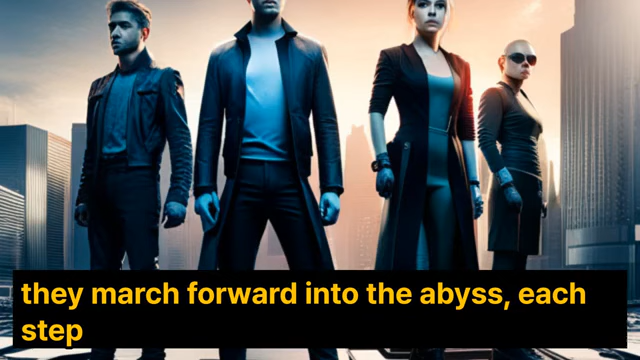 they march forward into the abyss, each
step